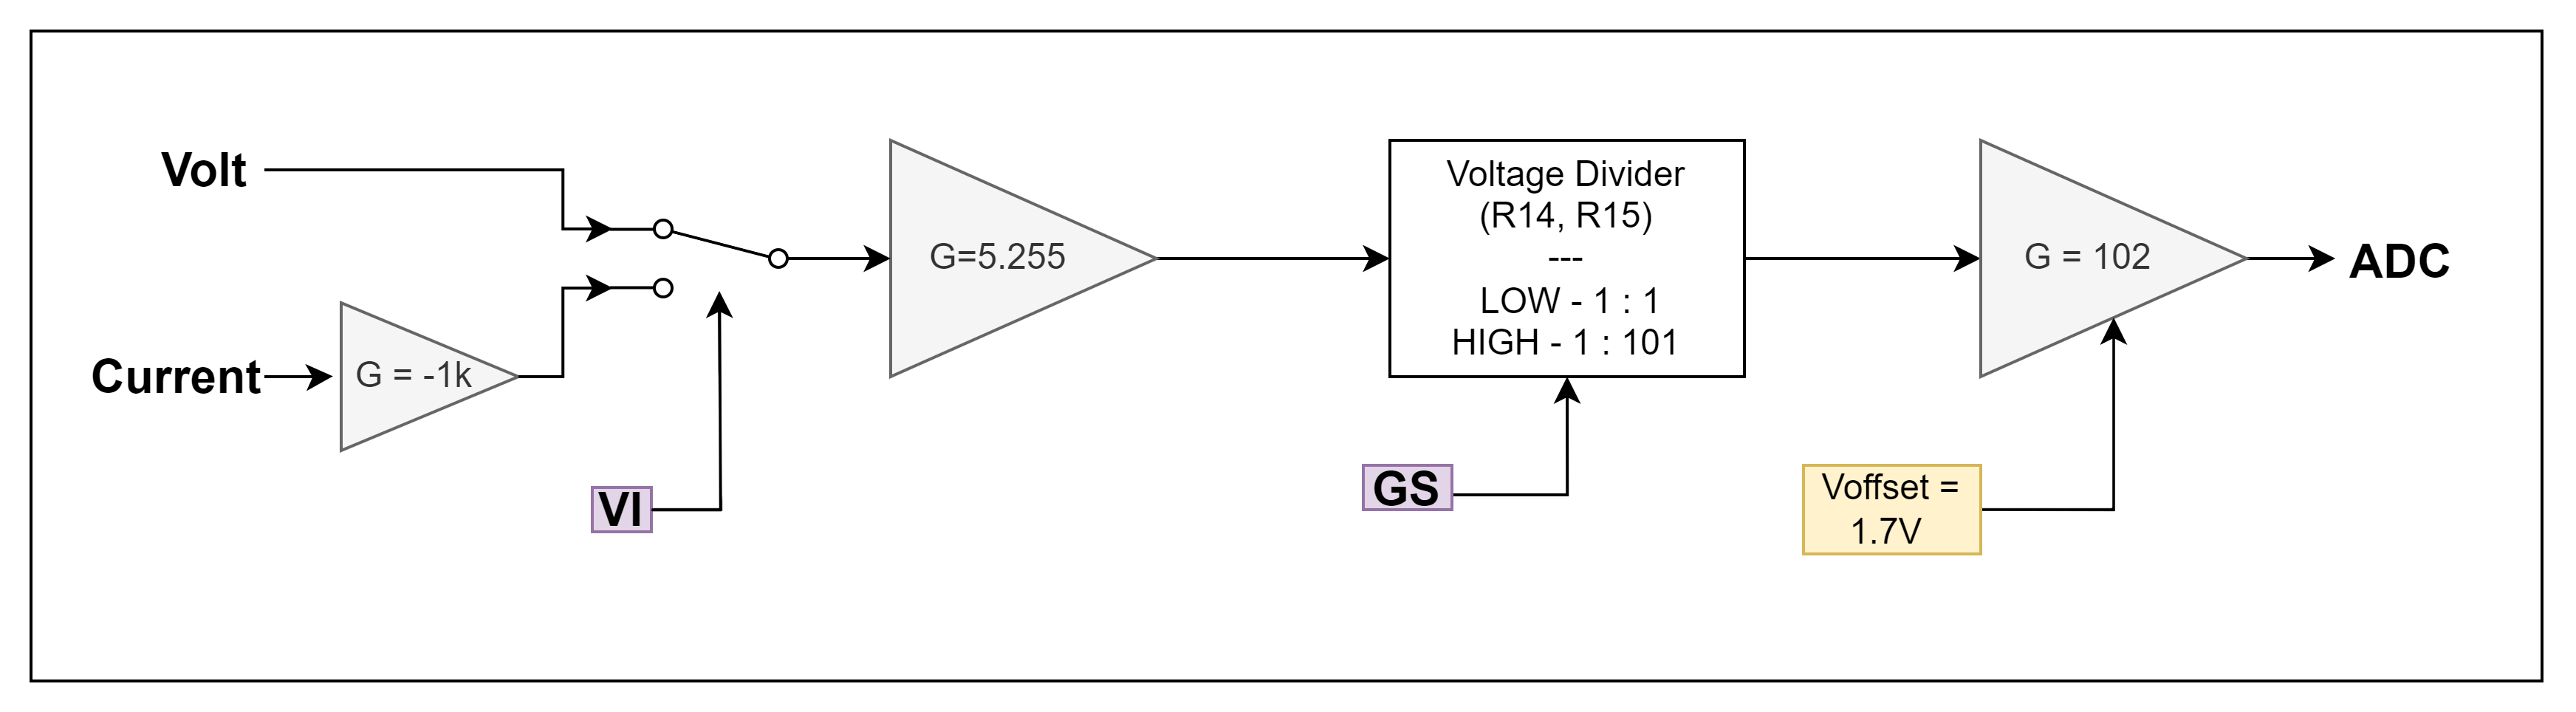 Volt
Current
G = -1k
VI
G=5.255
Voltage Divider
(R14, R15)
---
LOW - 1 : 1
HIGH - 1 : 101
GS
Voffset =
1.7V
G = 102
ADC